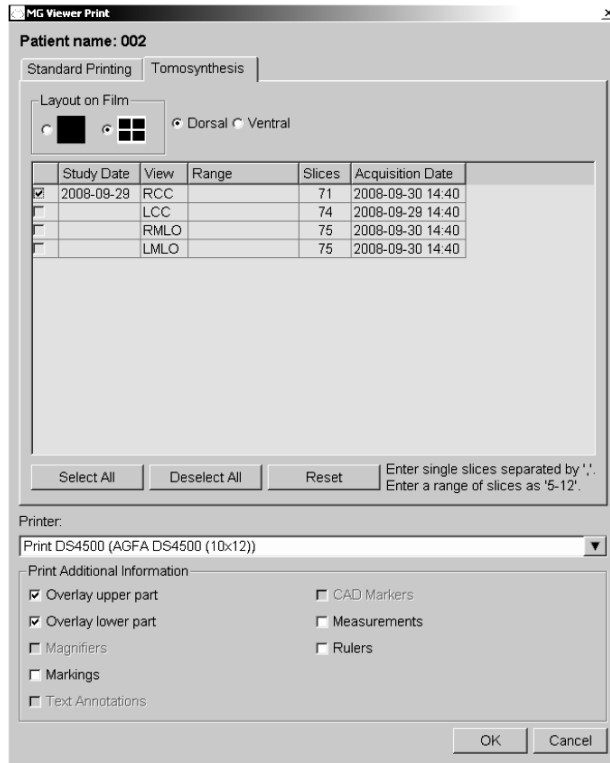 MG Viewer Print
Patient name: 002
Standard Printing Tomosynthesis
Layout on Film
Dorsal Ventral
Study Date View Range Slices Acquisition Date
2008-09-29 RCC 71 2008-09-30 14:40
LCC 74 2008-09-29 14:40
RMLO 75 2008-09-30 14:40
LMLO 75 2008-09-30 14:40
Select All Deselect All Reset Enter single slices separated by ','.
Enter a range of slices as '5-12'.
Printer:
Print DS4500 (AGFA DS4500 (10x12))
Print Additional Information
Overlay upper part CAD Markers
Overlay lower part Measurements
Magnifiers Rulers
Markings
Text Annotations
OK Cancel